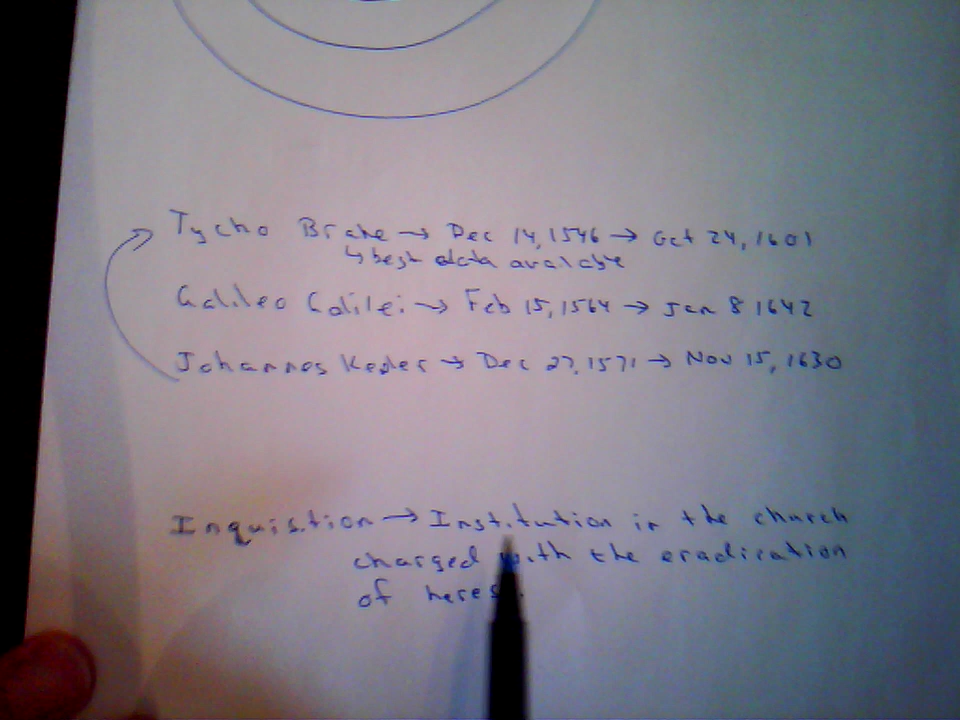 Tycho Brahe → Dec 14, 1546 → Oct 24, 1601
↳ best data available
Galileo Galilei → Feb 15, 1564 → Jan 8 1642
Johannes Kepler → Dec 27, 1571 → Nov 15, 1630
Inquisition → Institution in the church
charged with the eradication
of heresy